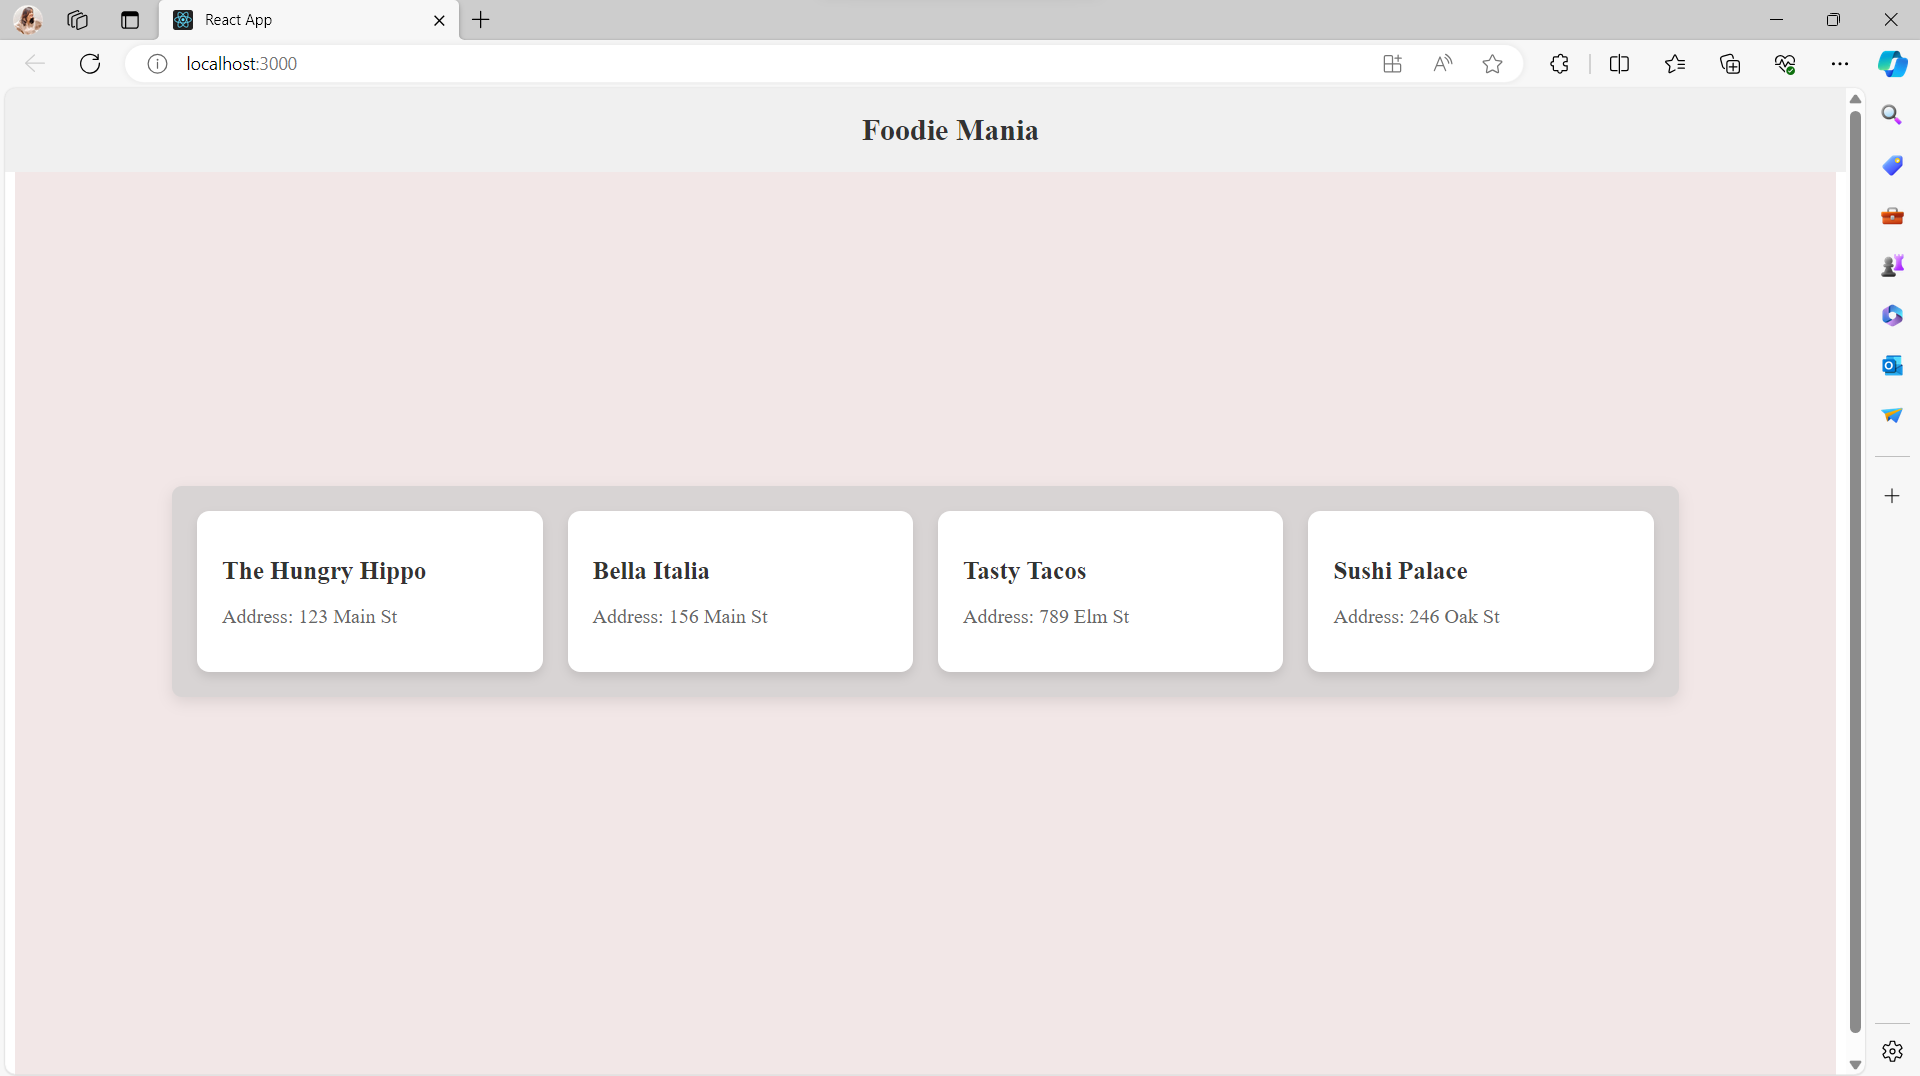 React App
localhost:3000
Foodie Mania
The Hungry Hippo
Address: 123 Main St
Bella Italia
Address: 156 Main St
Tasty Tacos
Address: 789 Elm St
Sushi Palace
Address: 246 Oak St